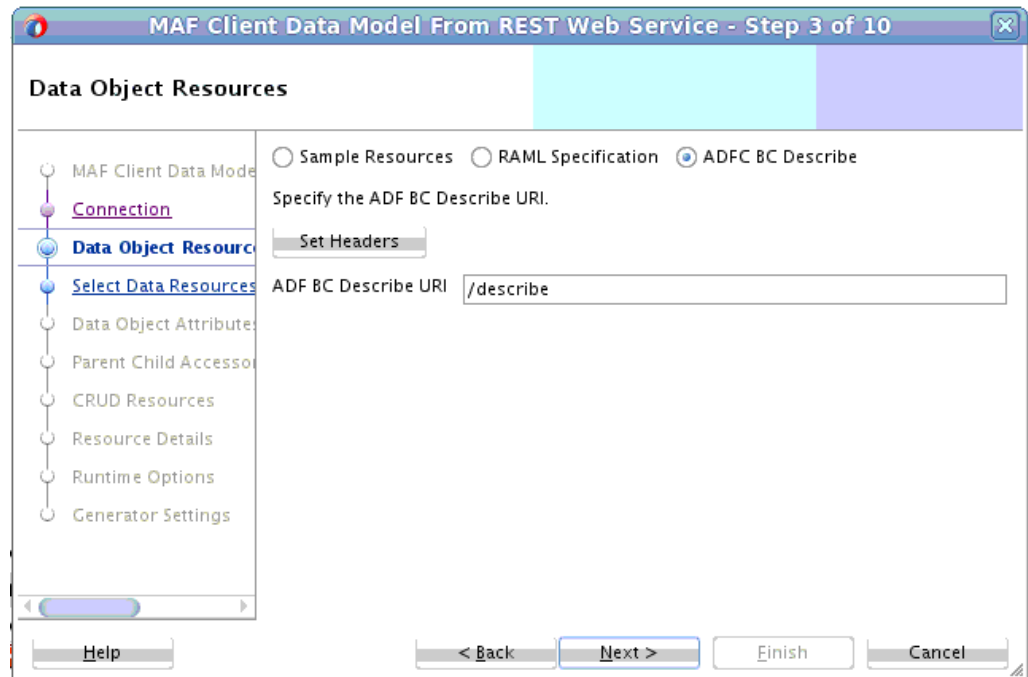 MAF Client Data Model From REST Web Service - Step 3 of 10
Data Object Resources
MAF Client Data Mode
Connection
Data Object Resourc
Select Data Resources
Data Object Attribute
Parent Child Accesso
CRUD Resources
Resource Details
Runtime Options
Generator Settings
Sample Resources RAML Specification ADFC BC Describe
Specify the ADF BC Describe URI.
Set Headers
ADF BC Describe URI /describe
Help < Back Next > Finish Cancel